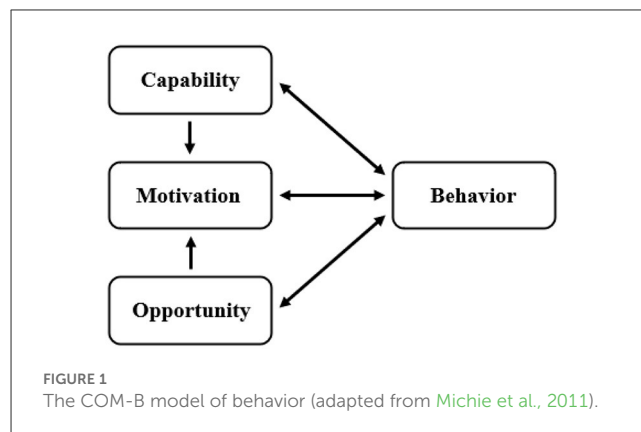 Capability
Motivation
Behavior
Opportunity
FIGURE 1
The COM-B model of behavior (adapted from Michie et al., 2011).